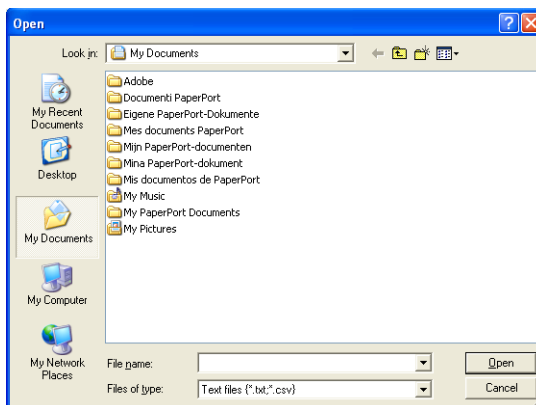 Open
Look in: My Documents
My Recent
Documents
Desktop
My Documents
My Computer
My Network
Places
Adobe
Documenti PaperPort
Eigene PaperPort-Dokumente
Mes documents PaperPort
Mijn PaperPort-documenten
Mina PaperPort-dokument
Mis documentos de PaperPort
My Music
My PaperPort Documents
My Pictures
File name:
Open
Files of type: Text files {*.txt;*.csv}
Cancel